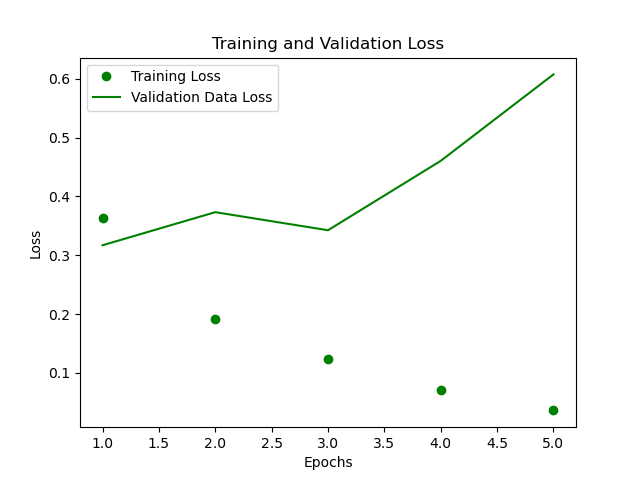 Training and Validation Loss
Training Loss
Validation Data Loss
0.6
0.5
0.4
0.3
0.2
0.1
Loss
1.0 1.5 2.0 2.5 3.0 3.5 4.0 4.5 5.0
Epochs